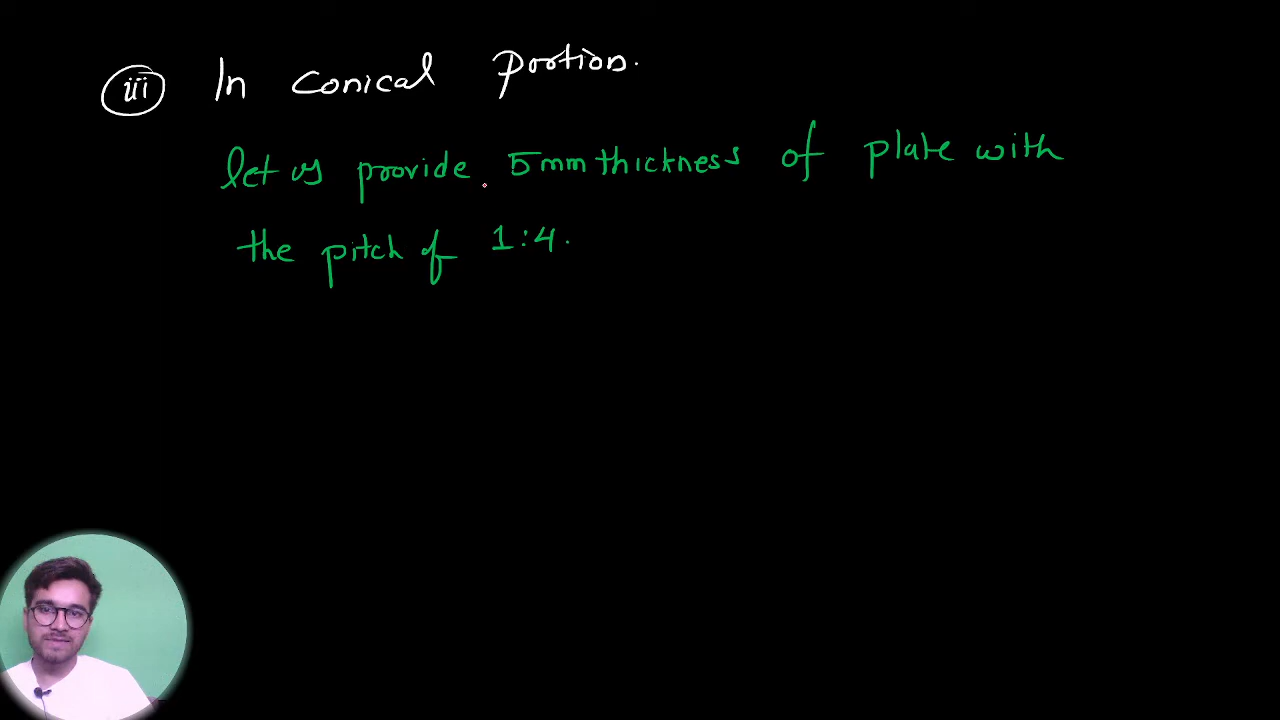 iii In conical portion.
let us provide 5mm thickness of plate with
the pitch of 1:4.